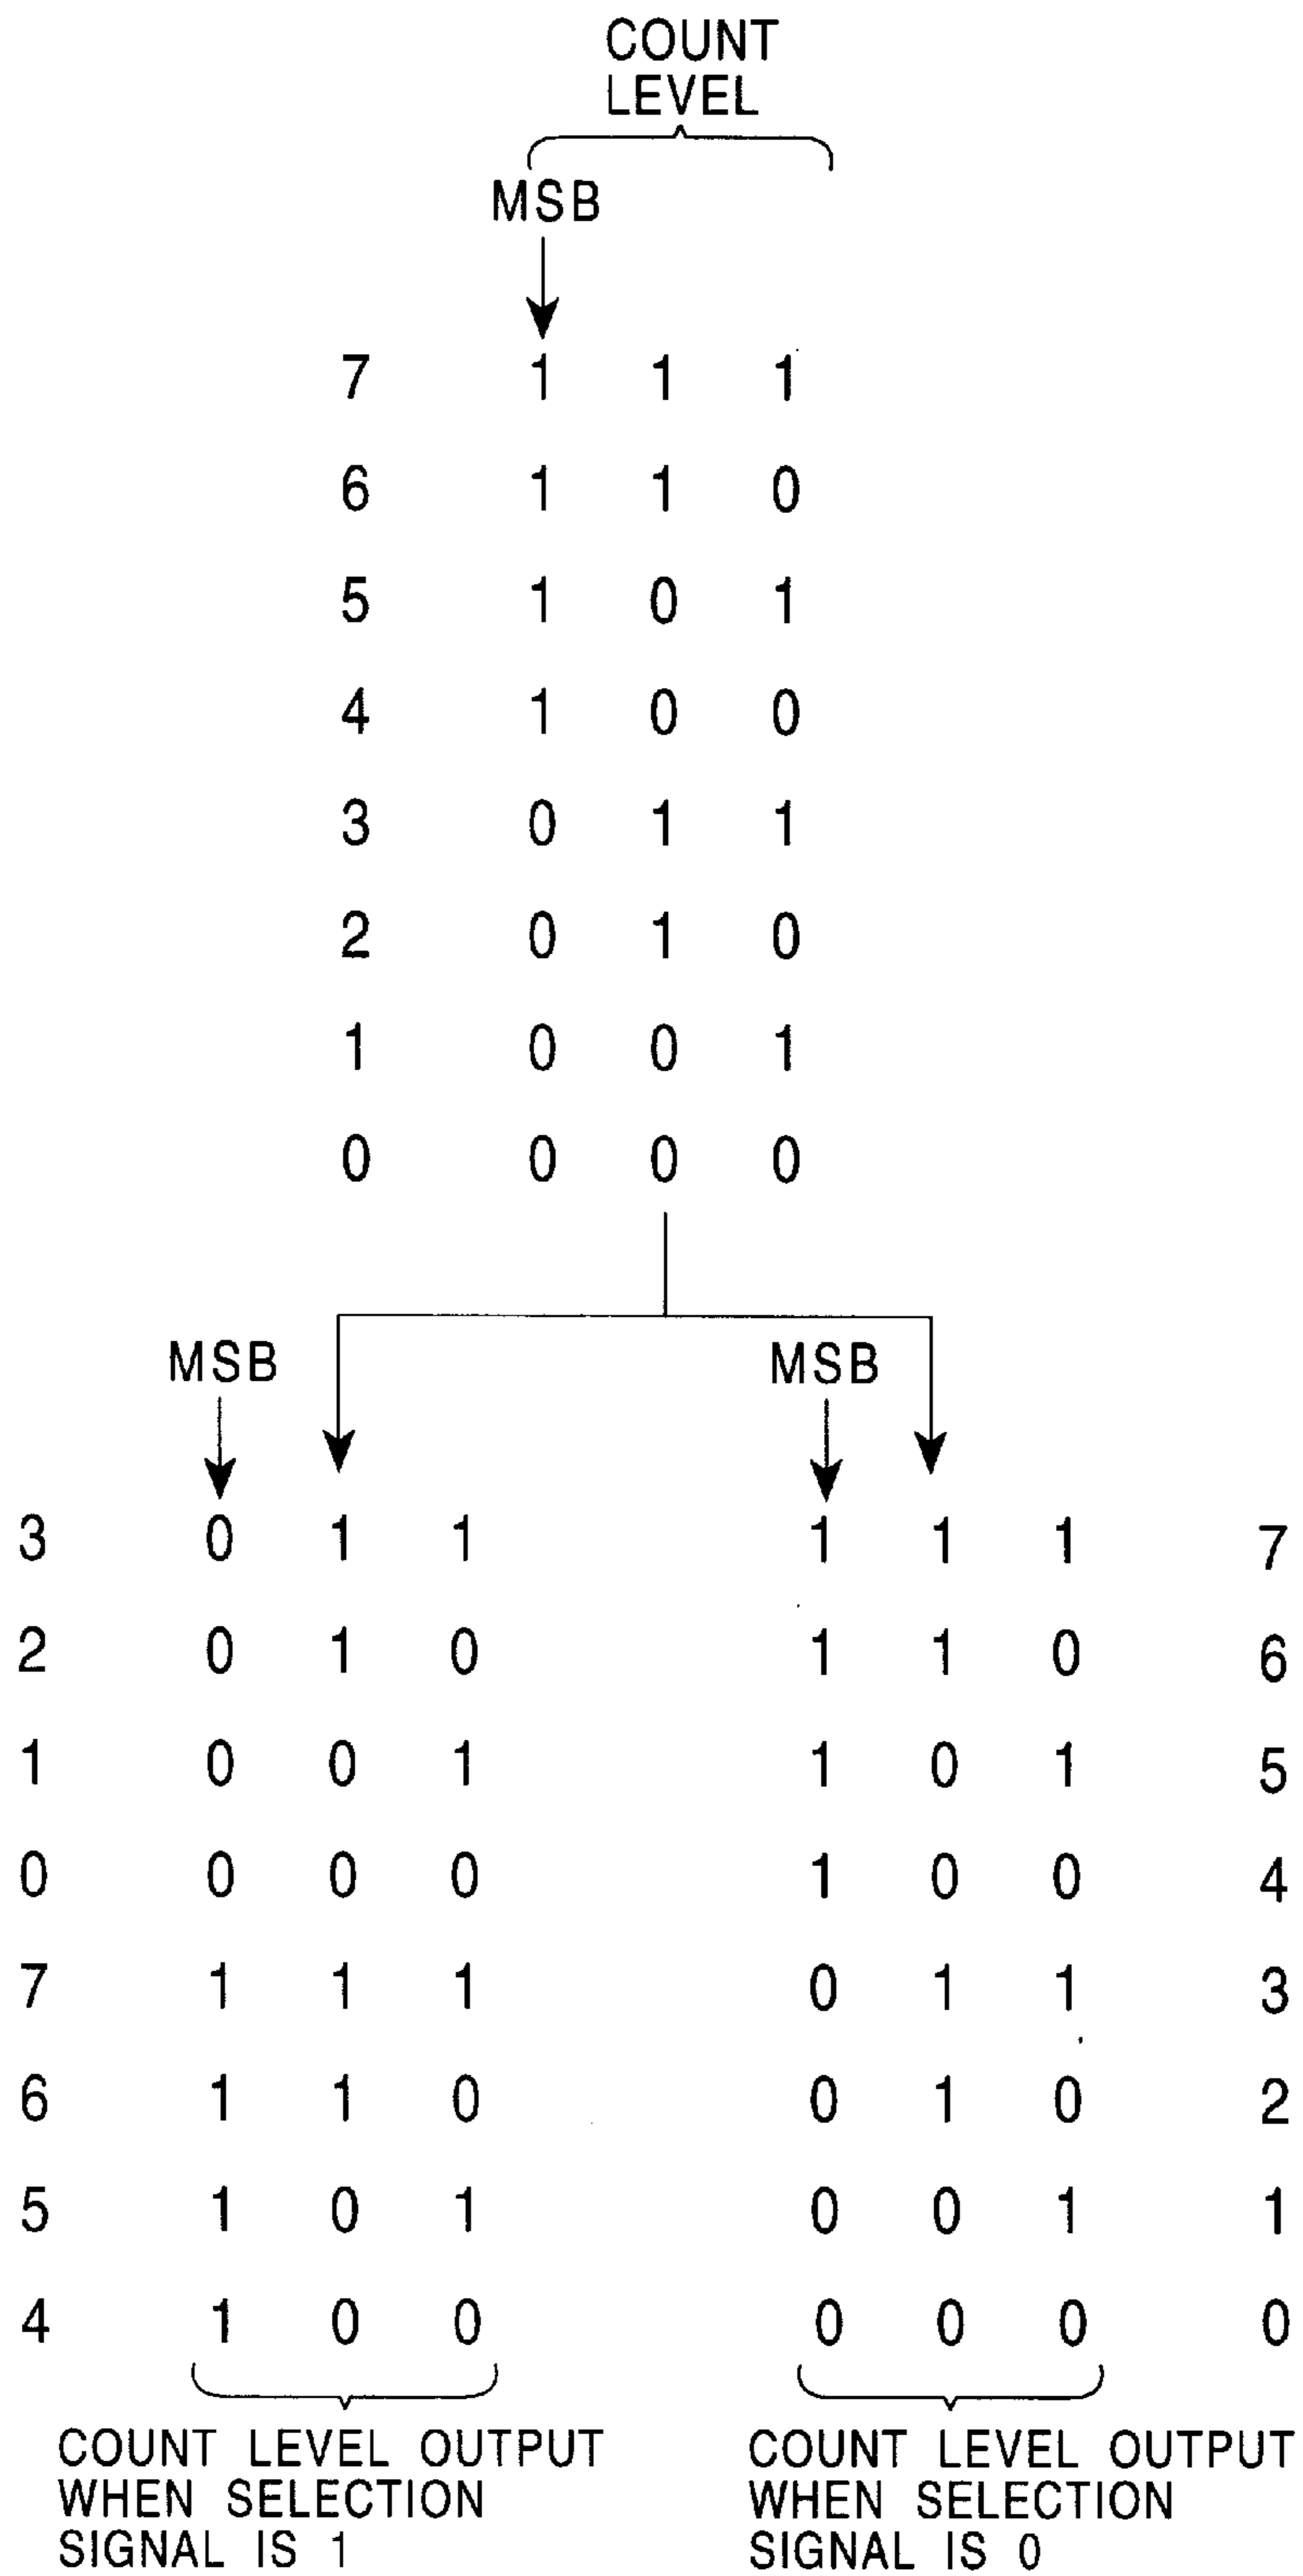 COUNT
LEVEL
MSB
7 1 1 1
6 1 1 0
5 1 0 1
4 1 0 0
3 0 1 1
2 0 1 0
1 0 0 1
0 0 0 0
MSB MSB
3 0 1 1 1 1 1 7
2 0 1 0 1 1 0 6
1 0 0 1 1 0 1 5
0 0 0 0 1 0 0 4
7 1 1 1 0 1 1 3
6 1 1 0 0 1 0 2
5 1 0 1 0 0 1 1
4 1 0 0 0 0 0 0
COUNT LEVEL OUTPUT
WHEN SELECTION
SIGNAL IS 1
COUNT LEVEL OUTPUT
WHEN SELECTION
SIGNAL IS 0